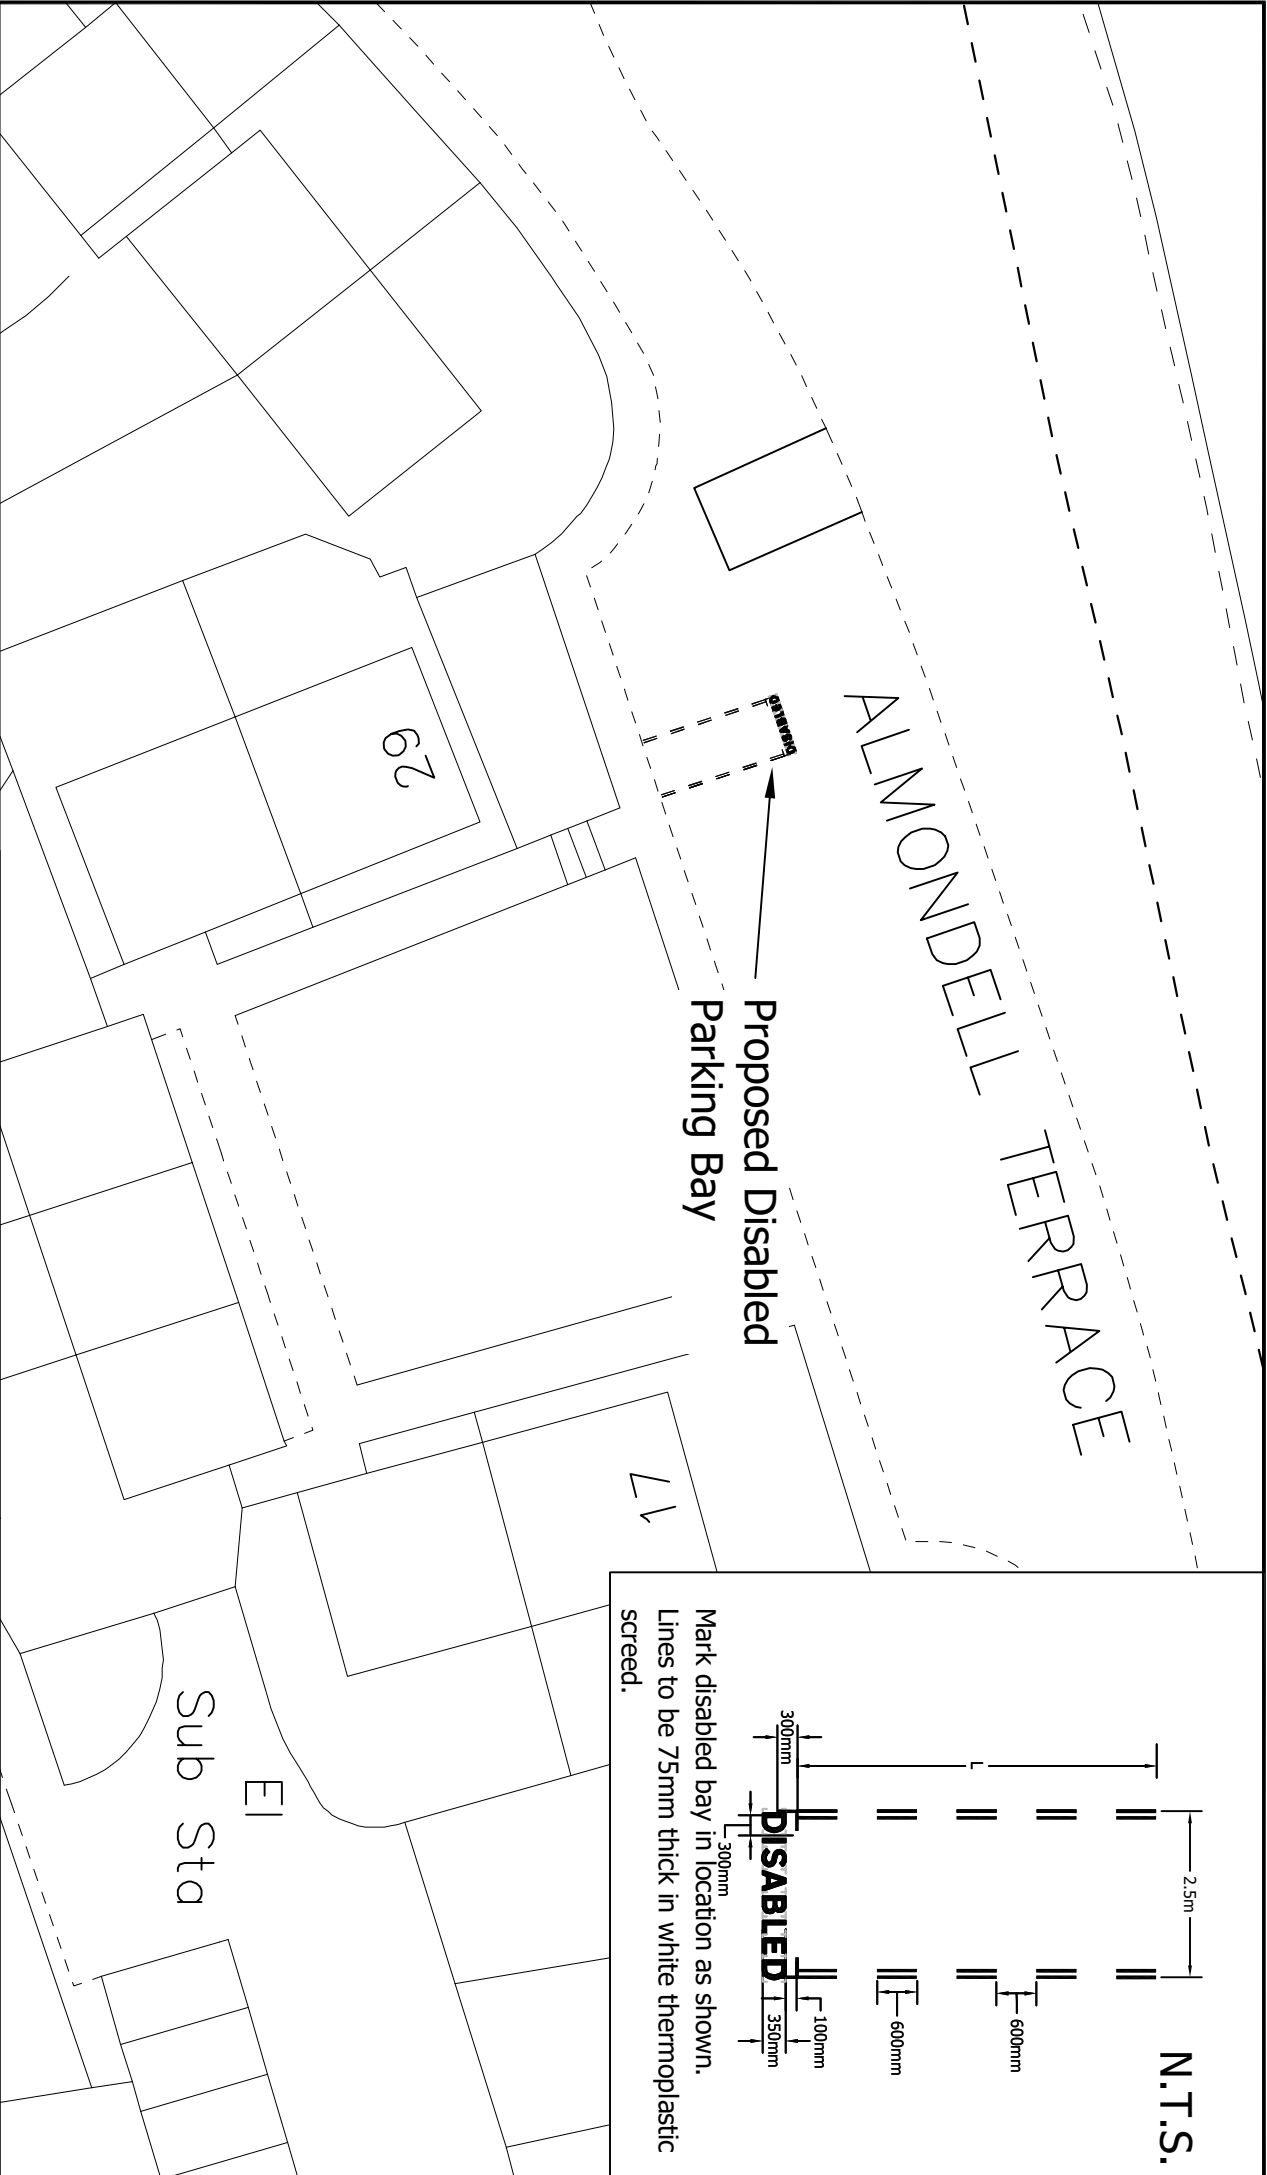 ALMONDELL TERRACE
DISABLED
Proposed Disabled
Parking Bay
29
17
El
Sub Sta
N.T.S.
2.5m
L
600mm
600mm
300mm
300mm
100mm
350mm
DISABLED
Mark disabled bay in location as shown.
Lines to be 75mm thick in white thermoplastic
screed.